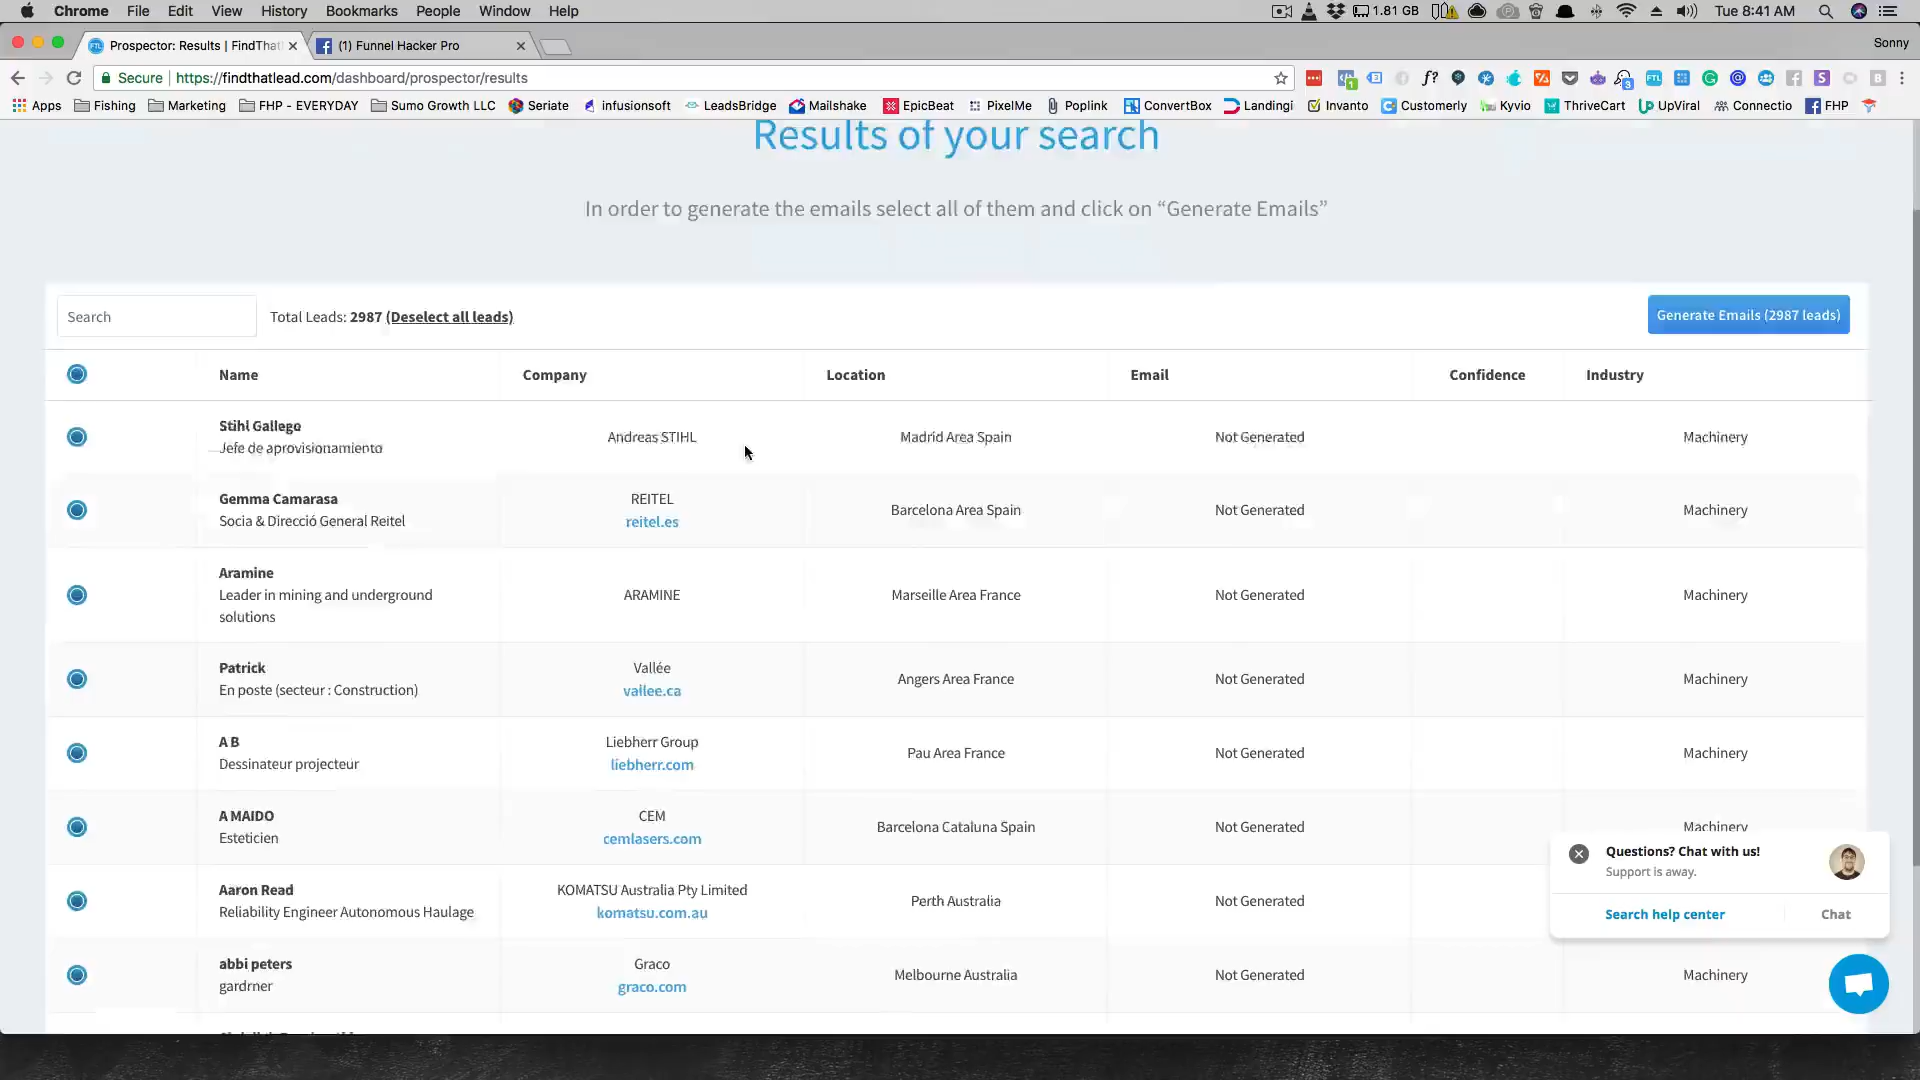 Chrome File Edit View History Bookmarks People Window Help 1.81 GB Tue 8:41 AM
Prospector: Results | FindThat (1) Funnel Hacker Pro Sonny
Secure https://findthatlead.com/dashboard/prospector/results
Apps Fishing Marketing FHP - EVERYDAY Sumo Growth LLC Seriate infusionsoft LeadsBridge Mailshake EpicBeat PixelMe Poplink ConvertBox Landingi Invanto Customerly Kyvio ThriveCart UpViral Connectio FHP
Results of your search
In order to generate the emails select all of them and click on “Generate Emails”
Search Total Leads: 2987 (Deselect all leads) Generate Emails (2987 leads)
Name Company Location Email Confidence Industry
Stihl Gallego
Jefe de aprovisionamiento
Andreas STIHL Madrid Area Spain Not Generated Machinery
Gemma Camarasa
Socia & Direcció General Reitel
REITEL
reitel.es
Barcelona Area Spain Not Generated Machinery
Aramine
Leader in mining and underground
solutions
ARAMINE Marseille Area France Not Generated Machinery
Patrick
En poste (secteur : Construction)
Vallée
vallee.ca
Angers Area France Not Generated Machinery
A B
Dessinateur projecteur
Liebherr Group
liebherr.com
Pau Area France Not Generated Machinery
A MAIDO
Esteticien
CEM
cemlasers.com
Barcelona Cataluna Spain Not Generated Machinery
Aaron Read
Reliability Engineer Autonomous Haulage
KOMATSU Australia Pty Limited
komatsu.com.au
Perth Australia Not Generated
abbi peters
gardrner
Graco
graco.com
Melbourne Australia Not Generated Machinery
Questions? Chat with us!
Support is away.
Search help center Chat